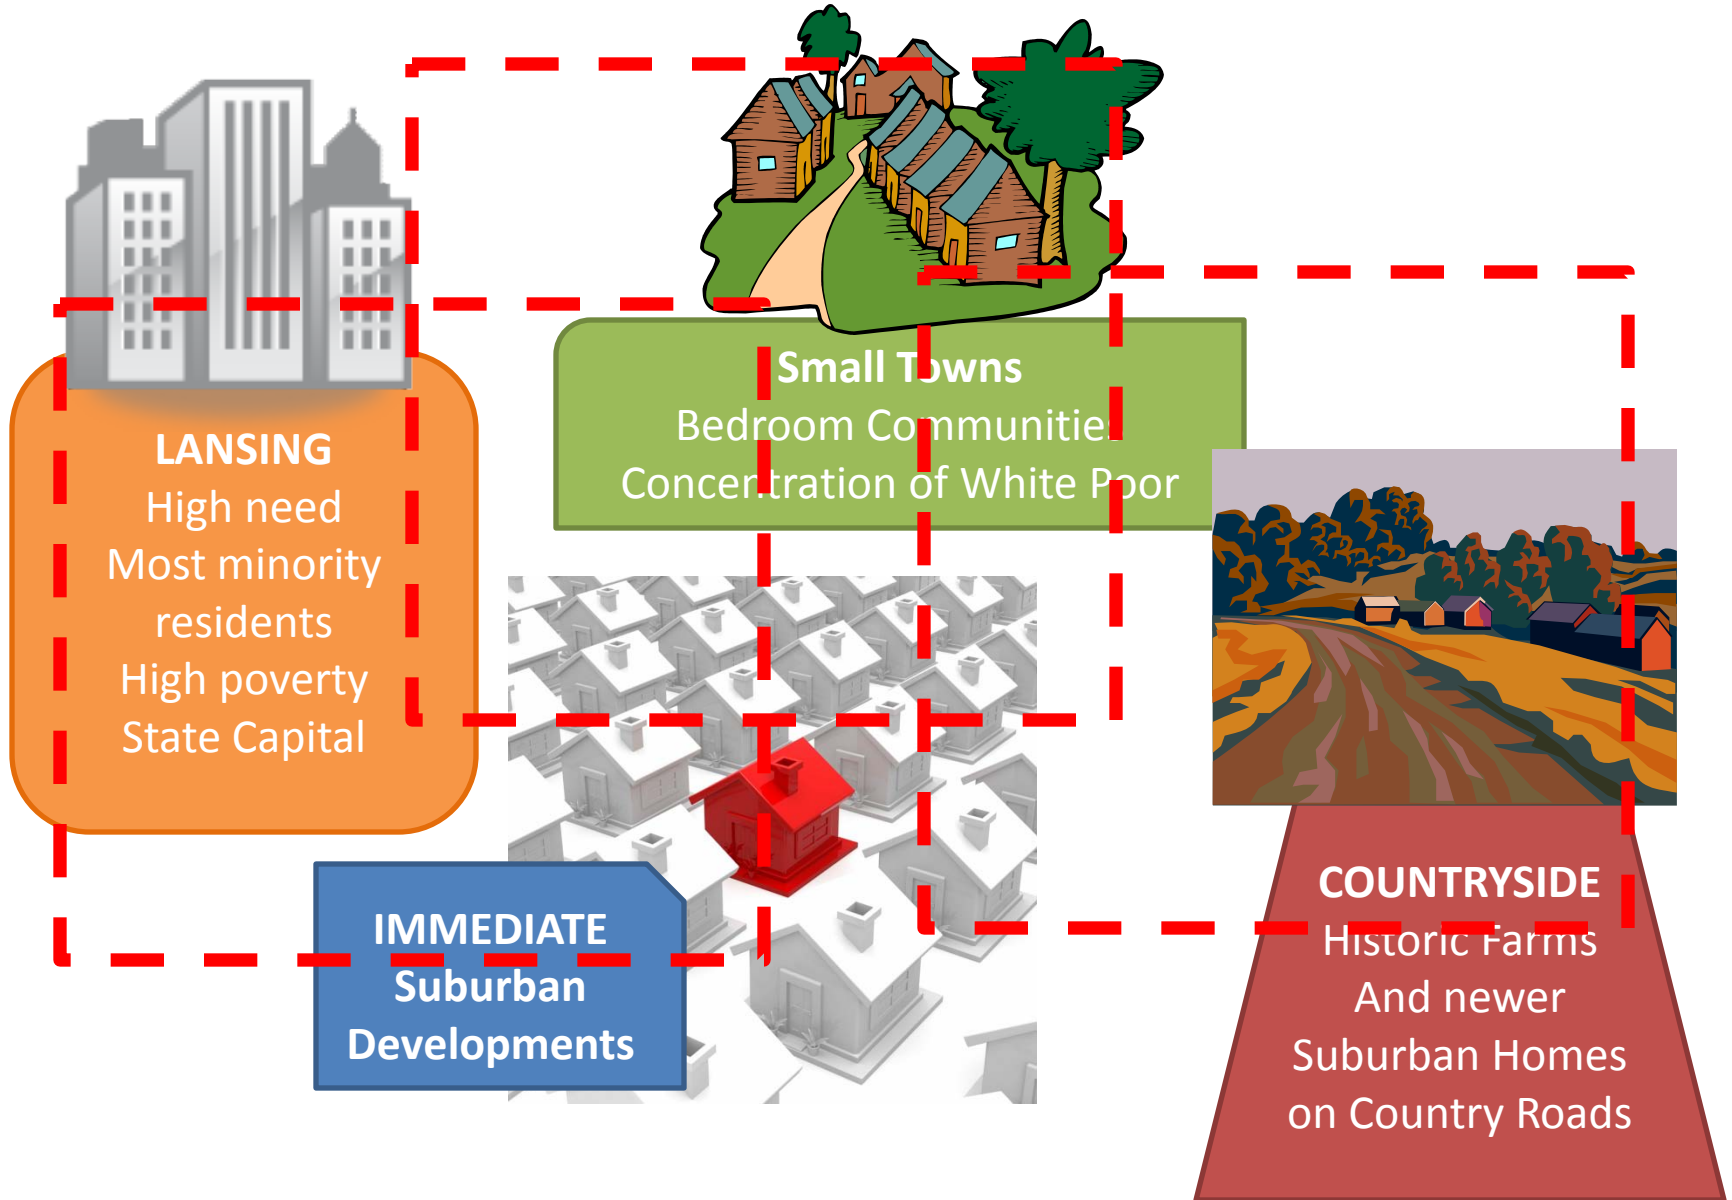 LANSING
High need
Most minority
residents
High poverty
State Capital
Small Towns
Bedroom Communities
Concentration of White Poor
IMMEDIATE
Suburban
Developments
COUNTRYSIDE
Historic Farms
And newer
Suburban Homes
on Country Roads